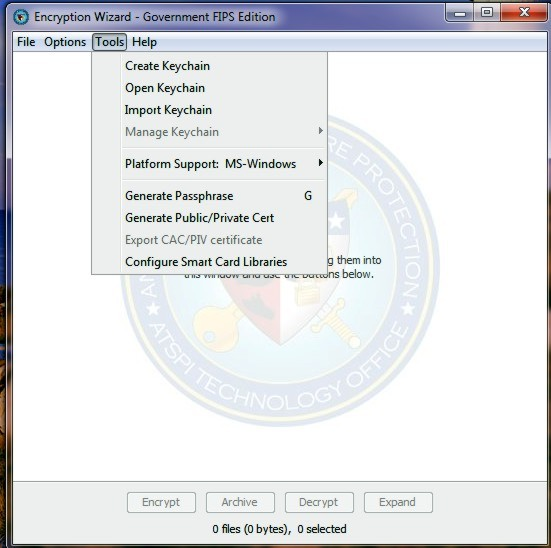 Encryption Wizard - Government FIPS Edition
File Options Tools Help
Create Keychain
Open Keychain
Import Keychain
Manage Keychain
Platform Support: MS-Windows
Generate Passphrase G
Generate Public/Private Cert
Export CAC/PIV certificate
Configure Smart Card Libraries
g them into
this window and use the buttons below.
RE PROTECTION
ATSPI TECHNOLOGY OFFICE
Encrypt Archive Decrypt Expand
0 files (0 bytes), 0 selected